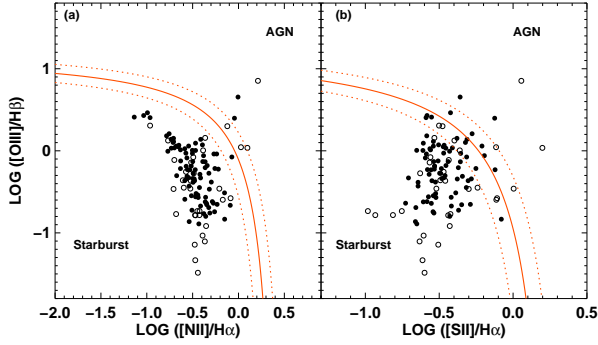 (a) AGN
(b) AGN
1
0
−1
LOG ([OIII]/Hβ)
Starburst
Starburst
−2.0 −1.5 −1.0 −0.5 0.0 0.5
−1.0 −0.5 0.0 0.5
LOG ([NII]/Hα)
LOG ([SII]/Hα)